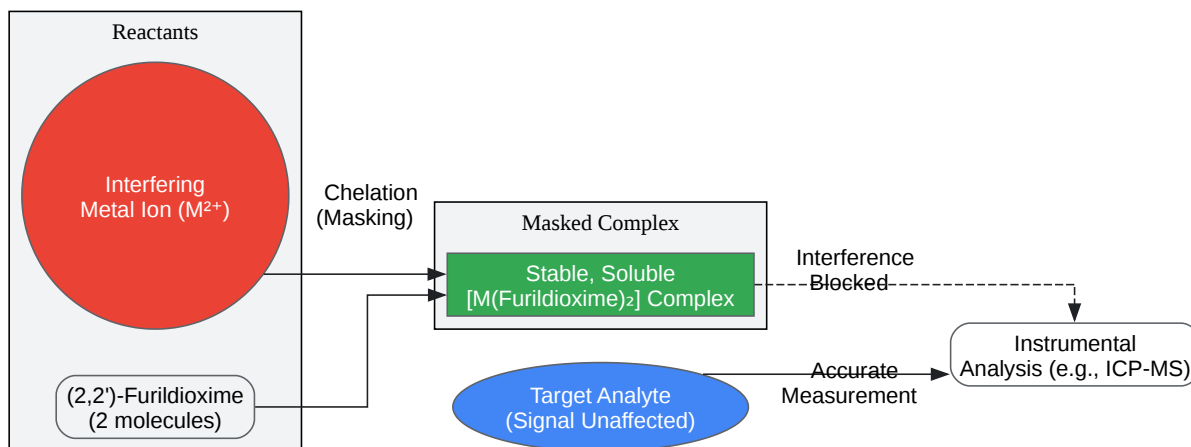 Reactants
Interfering
Metal Ion (M²⁺)
(2,2')-Furildioxime
(2 molecules)
Chelation
(Masking)
Masked Complex
Stable, Soluble
[M(Furildioxime)₂] Complex
Interference
Blocked
Target Analyte
(Signal Unaffected)
Accurate
Measurement
Instrumental
Analysis (e.g., ICP-MS)